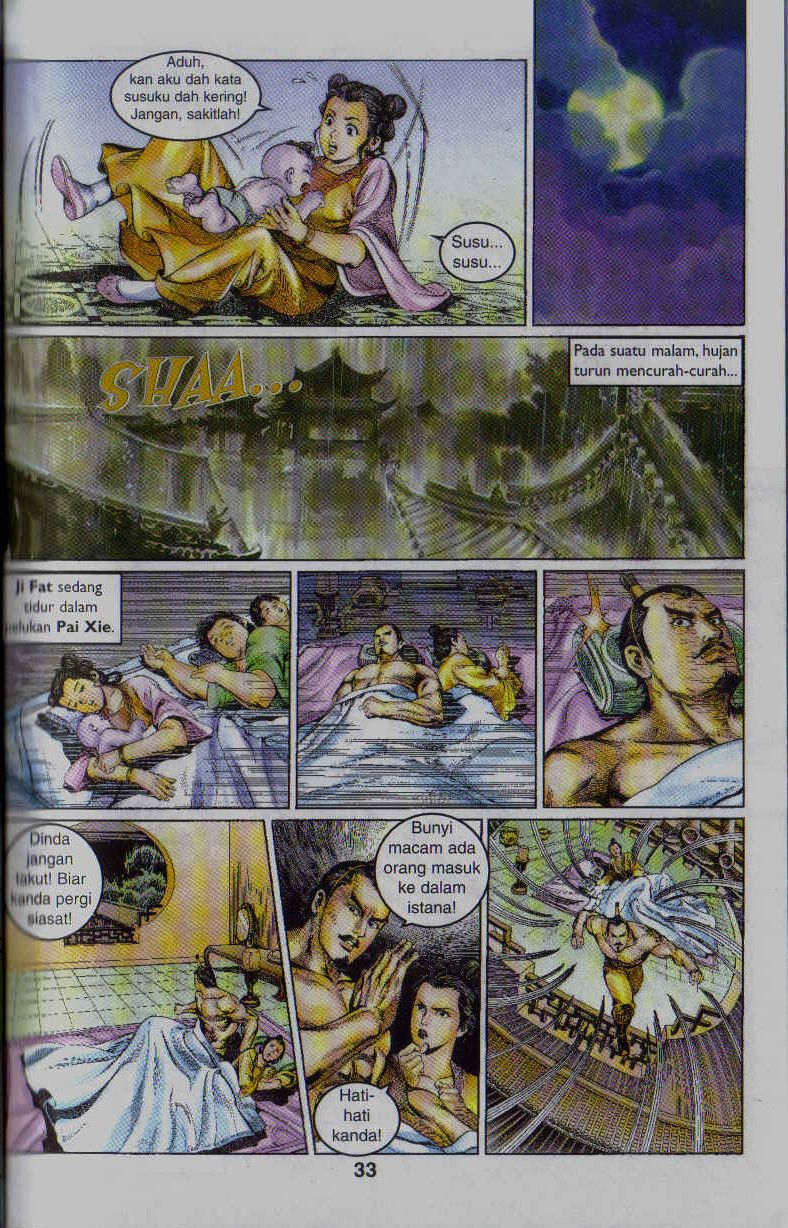 Aduh,
kan aku dah kata
susuku dah kering!
Jangan, sakitlah!
Susu...
susu...
SHAA...
Pada suatu malam, hujan
turun mencurah-curah...
Ji Fat sedang
tidur dalam
pelukan Pai Xie.
Dinda
jangan
takut! Biar
kanda pergi
siasat!
Bunyi
macam ada
orang masuk
ke dalam
istana!
Hati-
hati
kanda!
33